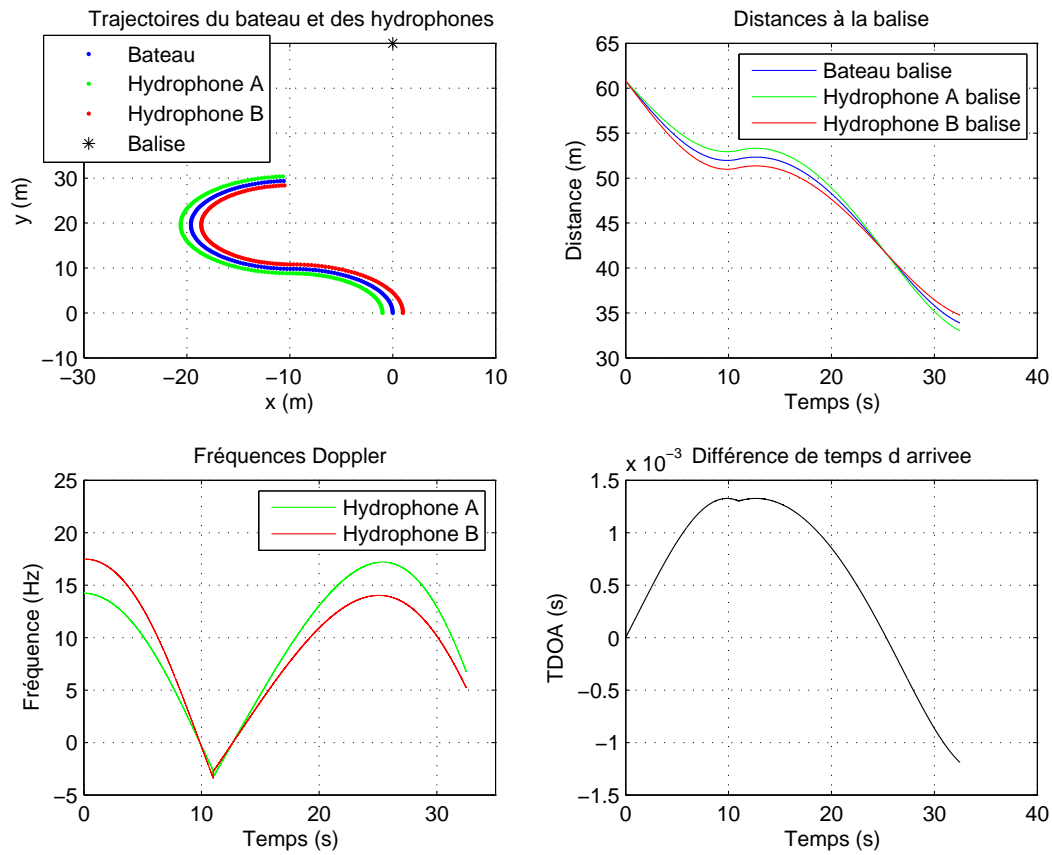 Trajectoires du bateau et des hydrophones
Bateau
Hydrophone A
Hydrophone B
Balise
30
20
10
0
−10
y (m)
−30
−20
−10
0
10
x (m)
Distances à la balise
Bateau balise
Hydrophone A balise
Hydrophone B balise
65
60
55
50
45
40
35
30
Distance (m)
0
10
20
30
40
Temps (s)
Fréquences Doppler
Hydrophone A
Hydrophone B
25
20
15
10
5
0
−5
Fréquence (Hz)
0
10
20
30
Temps (s)
x 10−3
Différence de temps d arrivee
1.5
1
0.5
0
−0.5
−1
−1.5
TDOA (s)
0
10
20
30
40
Temps (s)